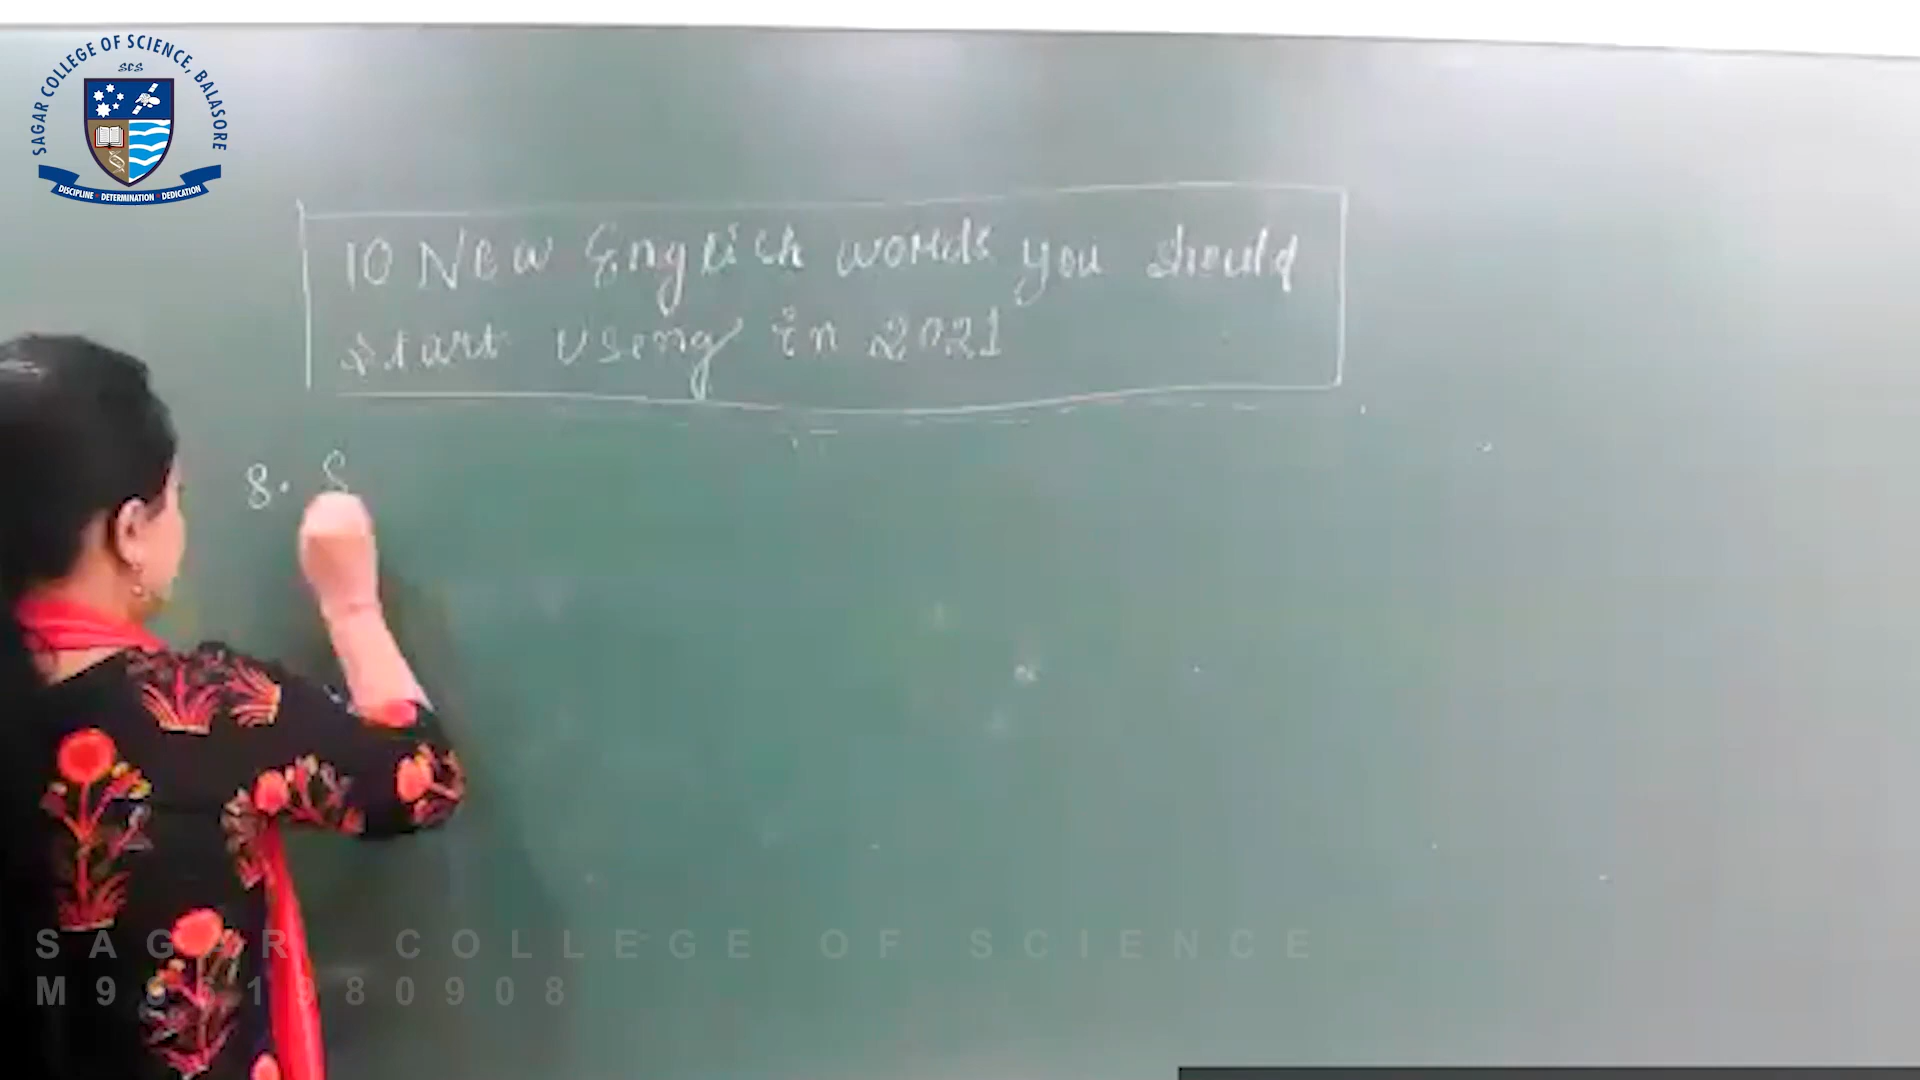 SAGAR COLLEGE OF SCIENCE, BALASORE
SCS
DISCIPLINE DETERMINATION DEDICATION
10 New English words you should
start using in 2021
8. S
SAGAR COLLEGE OF SCIENCE
M9861980908